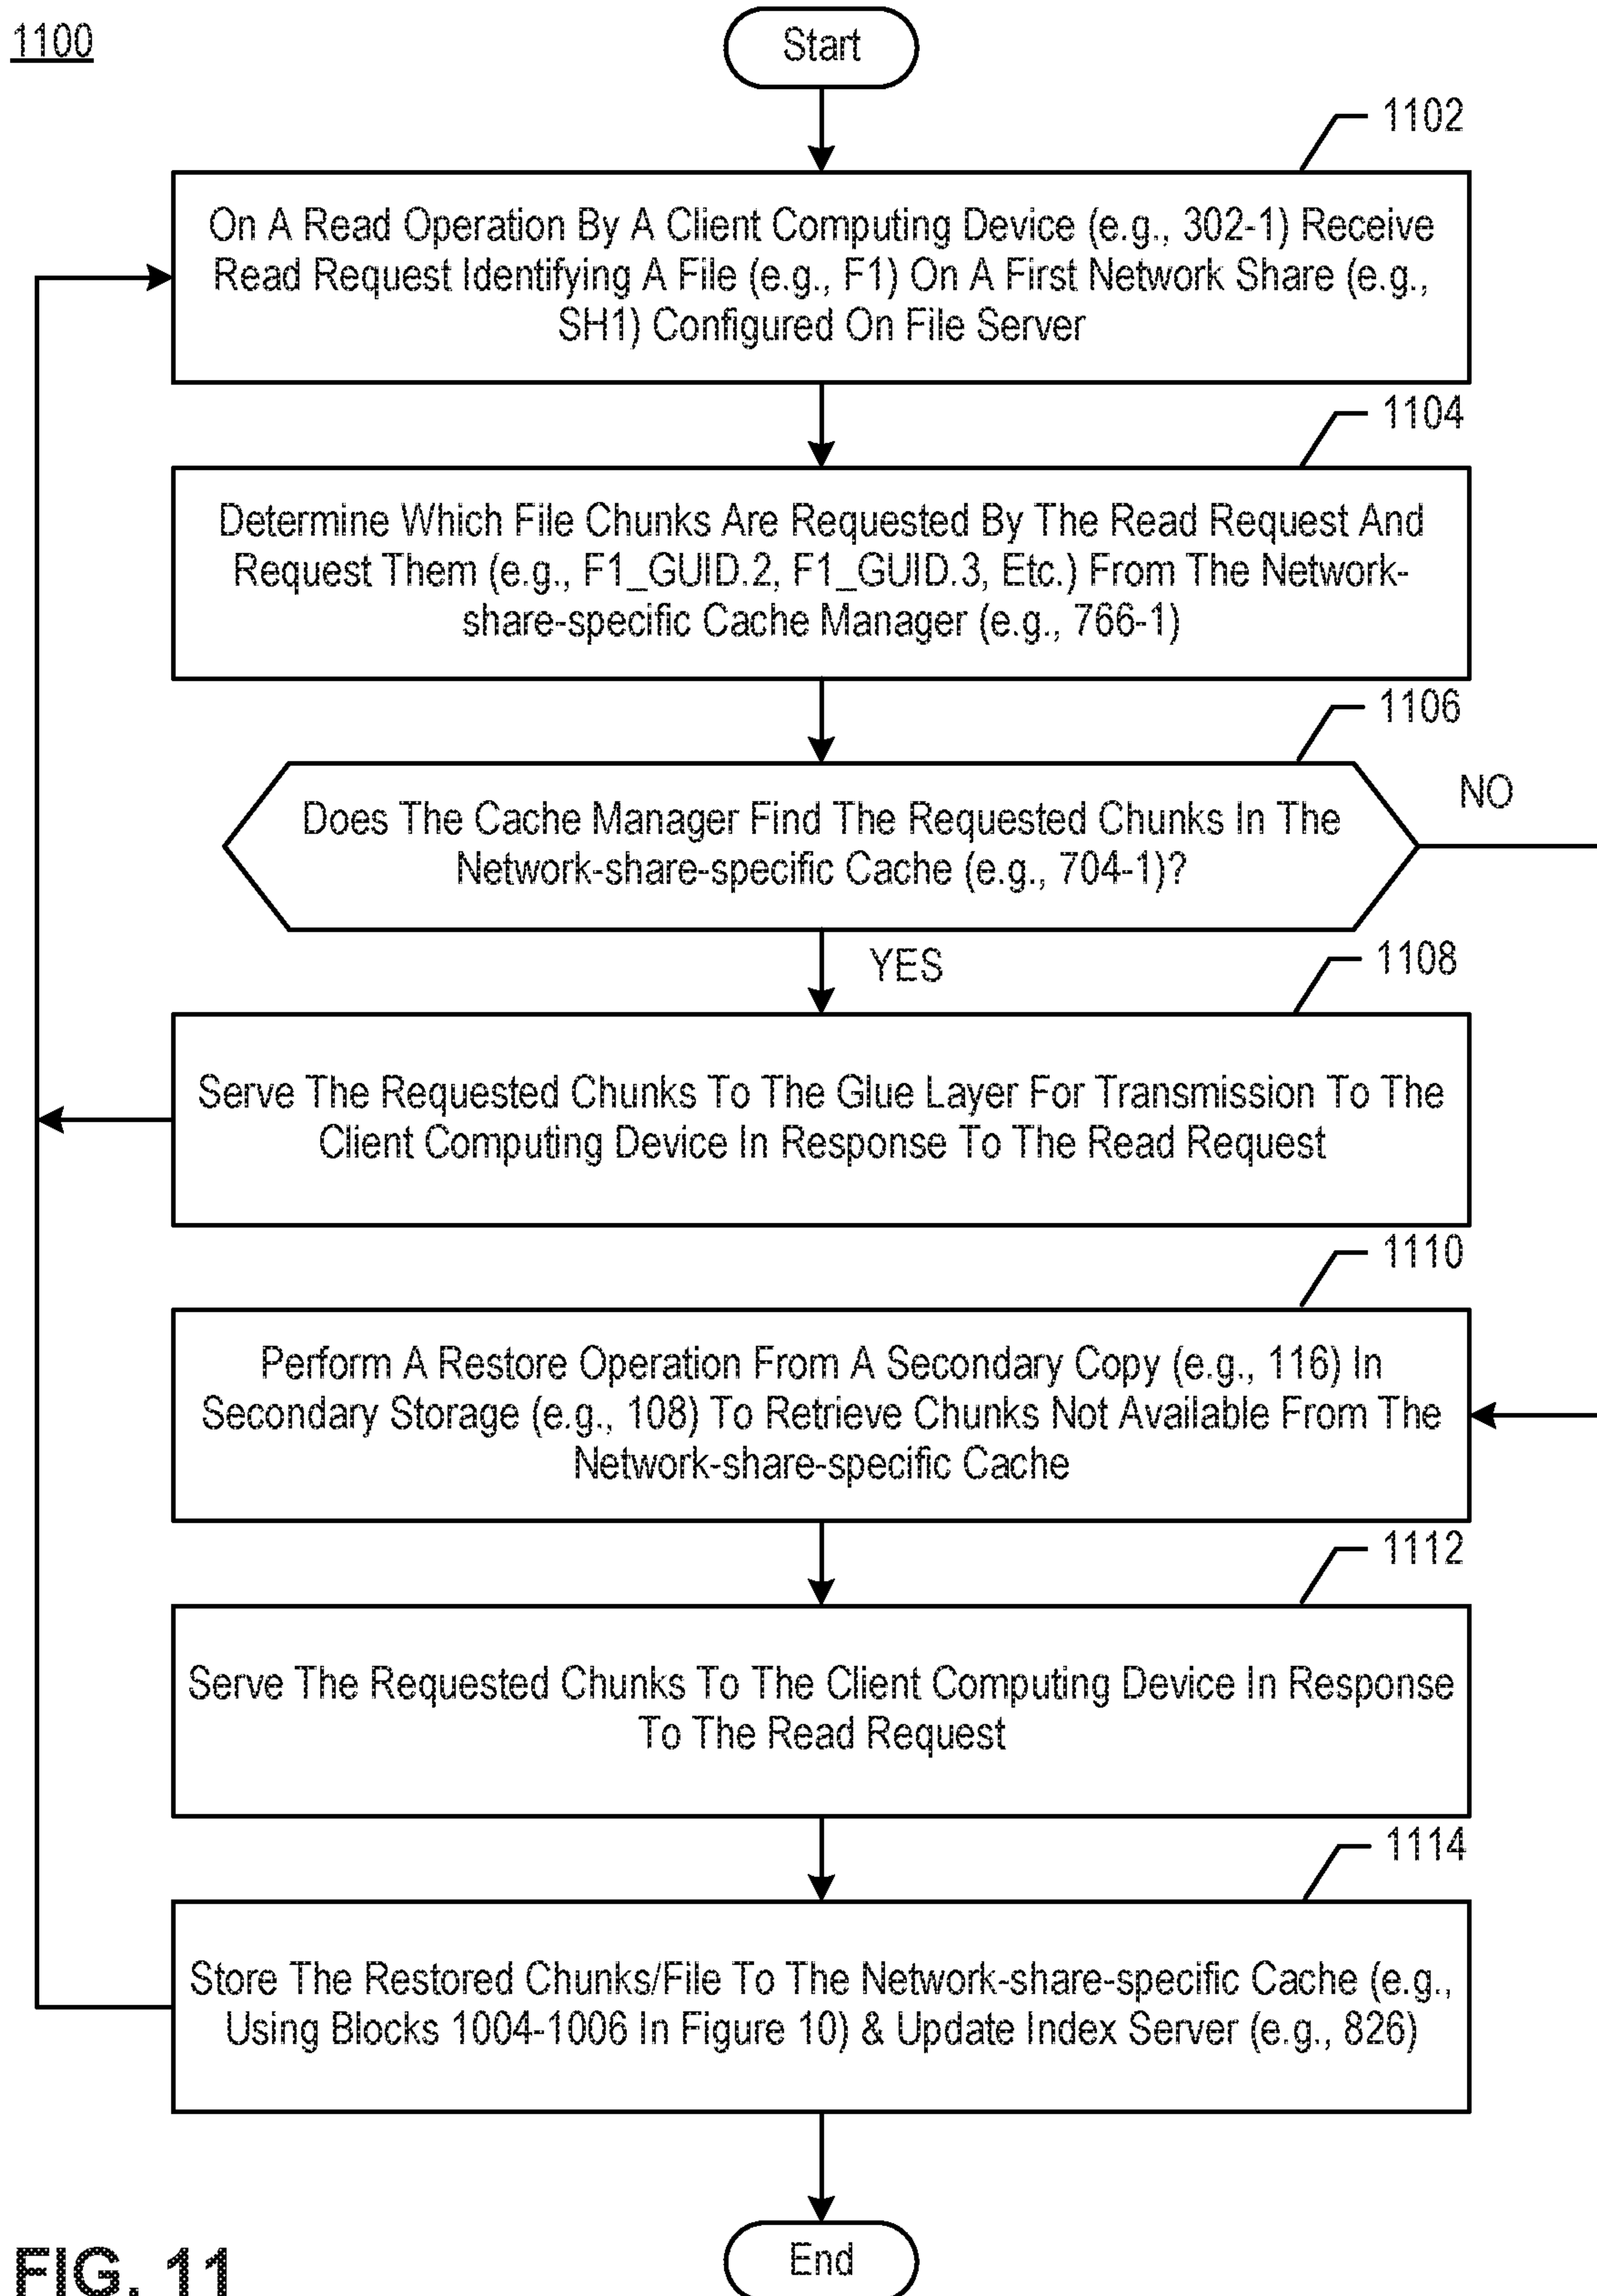 1100
Start
1102
On A Read Operation By A Client Computing Device (e.g., 302-1) Receive
Read Request Identifying A File (e.g., F1) On A First Network Share (e.g.,
SH1) Configured On File Server
1104
Determine Which File Chunks Are Requested By The Read Request And
Request Them (e.g., F1_GUID.2, F1_GUID.3, Etc.) From The Network-
share-specific Cache Manager (e.g., 766-1)
1106
Does The Cache Manager Find The Requested Chunks In The
Network-share-specific Cache (e.g., 704-1)?
NO
YES
1108
Serve The Requested Chunks To The Glue Layer For Transmission To The
Client Computing Device In Response To The Read Request
1110
Perform A Restore Operation From A Secondary Copy (e.g., 116) In
Secondary Storage (e.g., 108) To Retrieve Chunks Not Available From The
Network-share-specific Cache
1112
Serve The Requested Chunks To The Client Computing Device In Response
To The Read Request
1114
Store The Restored Chunks/File To The Network-share-specific Cache (e.g.,
Using Blocks 1004-1006 In Figure 10) & Update Index Server (e.g., 826)
End
FIG. 11